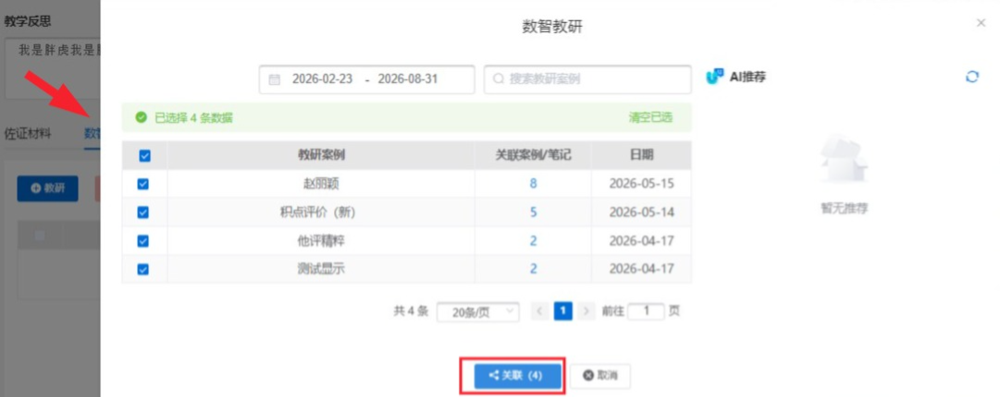 教学反思
我是胖虎我是
佐证材料
数智
教研
数智教研
2026-02-23 - 2026-08-31
搜索教研案例
AI推荐
已选择 4 条数据
清空已选
教研案例 关联案例/笔记 日期
赵丽颖 8 2026-05-15
积点评价（新） 5 2026-05-14
他评精粹 2 2026-04-17
测试显示 2 2026-04-17
暂无推荐
共 4 条 20条/页 1 前往 1 页
关联（4） 取消